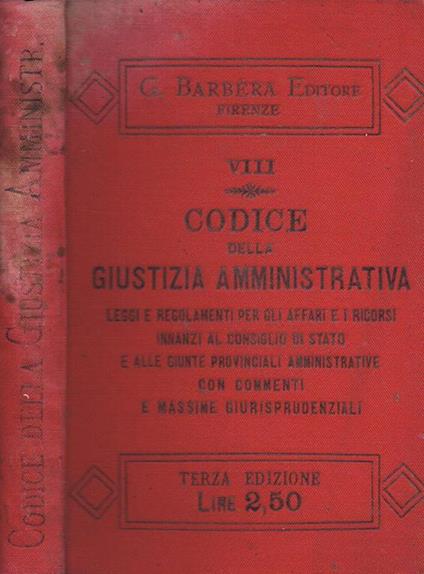 CODICE DELLA GIUSTIZIA AMMINISTR.
G. BARBÈRA EDITORE
FIRENZE
VIII
CODICE
DELLA
GIUSTIZIA AMMINISTRATIVA
LEGGI E REGOLAMENTI PER GLI AFFARI E I RICORSI
INNANZI AL CONSIGLIO DI STATO
E ALLE GIUNTE PROVINCIALI AMMINISTRATIVE
CON COMMENTI
E MASSIME GIURISPRUDENZIALI
TERZA EDIZIONE
LIRE 2,50